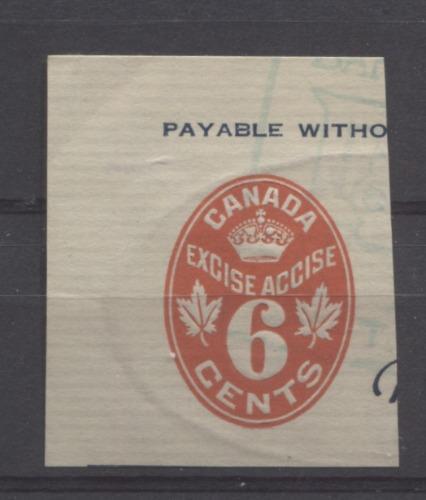 PAYABLE WITHO
CANADA
EXCISE ACCISE
6
CENTS